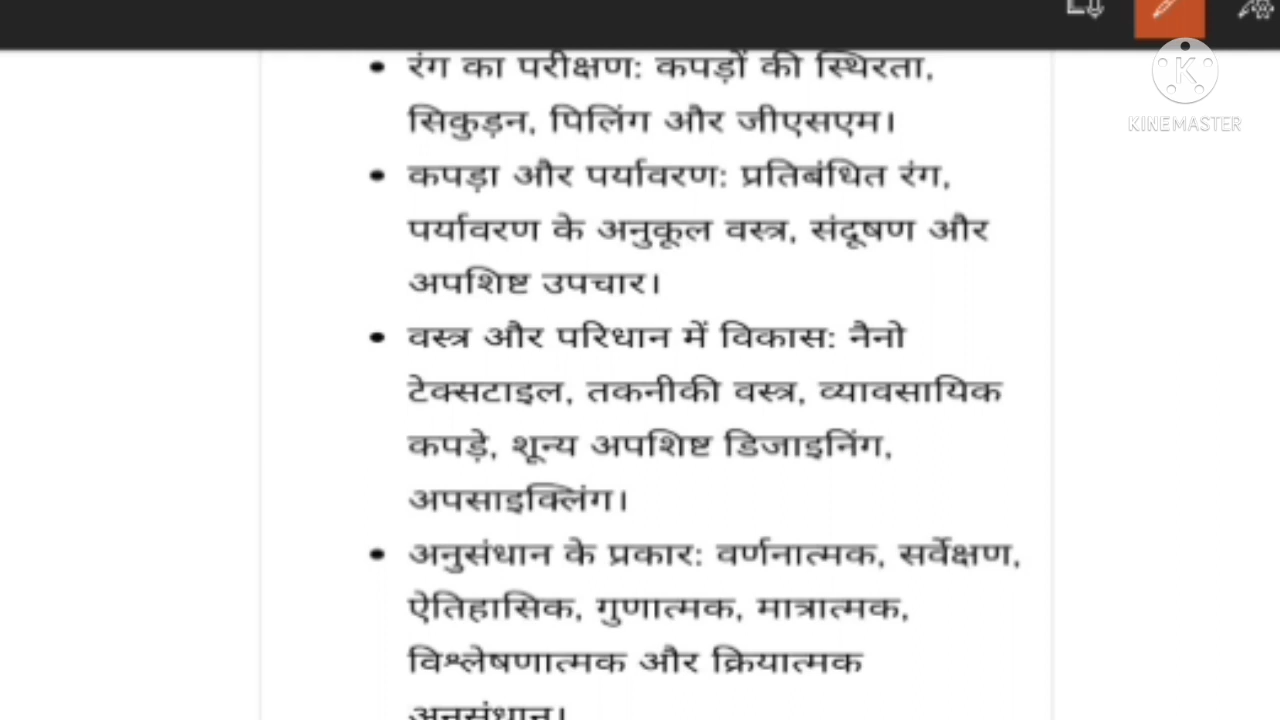 KINEMASTER
• रंग का परीक्षण: कपड़ों की स्थिरता,
सिकुड़न, पिलिंग और जीएसएम।
• कपड़ा और पर्यावरण: प्रतिबंधित रंग,
पर्यावरण के अनुकूल वस्त्र, संदूषण और
अपशिष्ट उपचार।
• वस्त्र और परिधान में विकास: नैनो
टेक्सटाइल, तकनीकी वस्त्र, व्यावसायिक
कपड़े, शून्य अपशिष्ट डिजाइनिंग,
अपसाइक्लिंग।
• अनुसंधान के प्रकार: वर्णनात्मक, सर्वेक्षण,
ऐतिहासिक, गुणात्मक, मात्रात्मक,
विश्लेषणात्मक और क्रियात्मक
अनुसंधान।